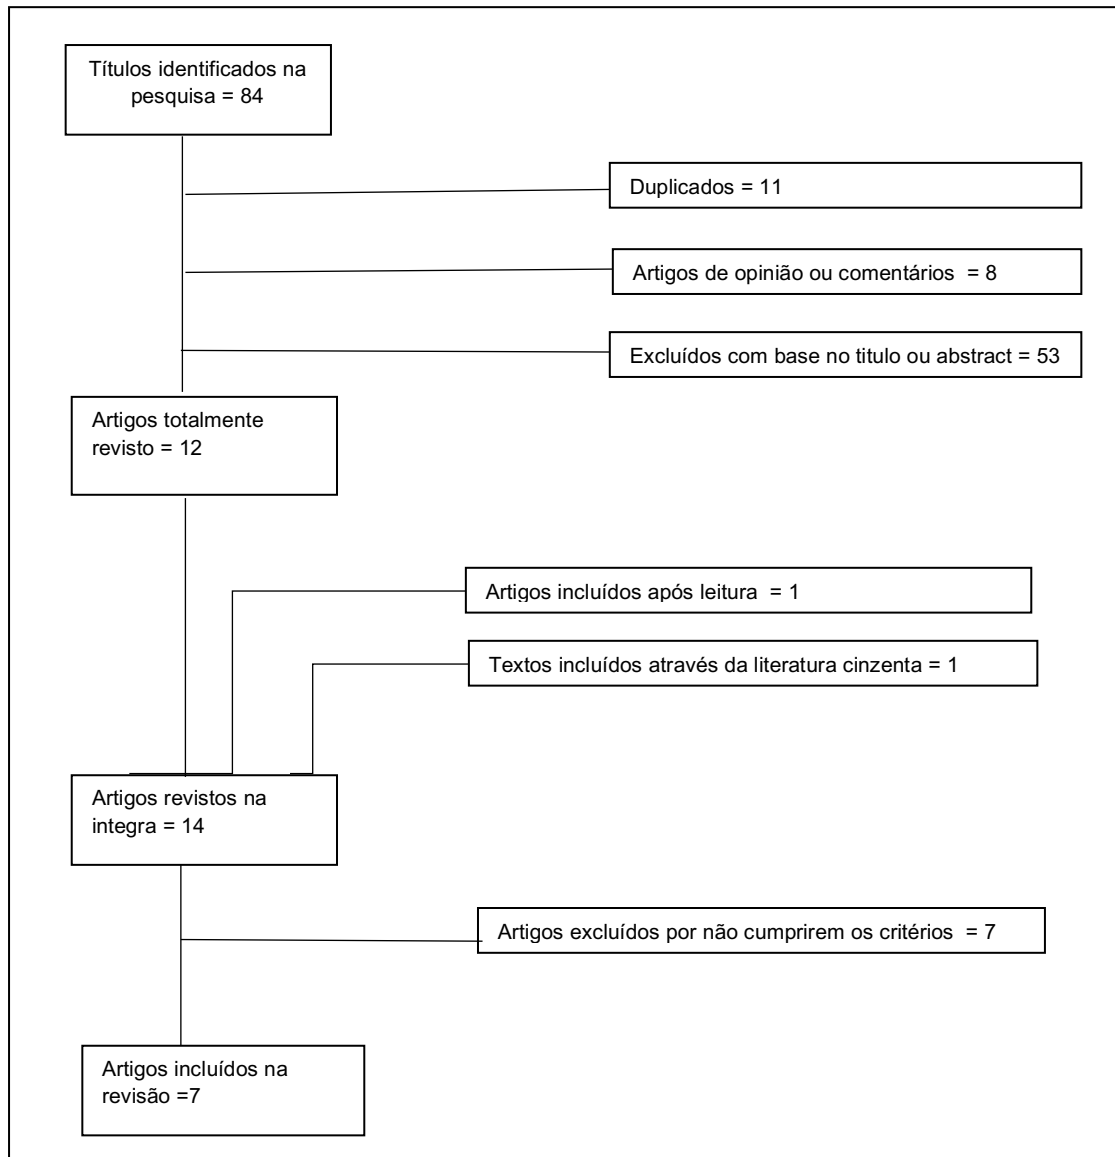 Títulos identificados na
pesquisa = 84
Duplicados = 11
Artigos de opinião ou comentários  = 8
Excluídos com base no titulo ou abstract = 53
Artigos totalmente
revisto = 12
Artigos incluídos após leitura  = 1
Textos incluídos através da literatura cinzenta = 1
Artigos revistos na
integra = 14
Artigos excluídos por não cumprirem os critérios  = 7
Artigos incluídos na
revisão =7